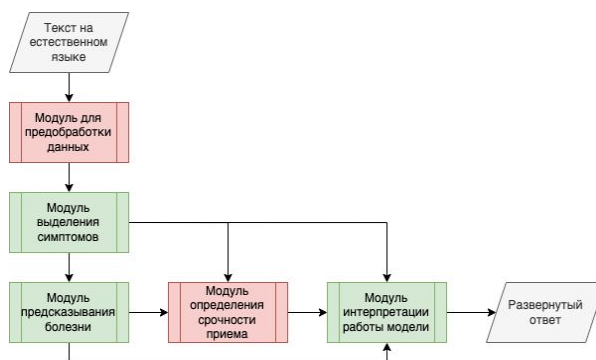 Текст на
естественном
языке
Модуль для
предобработки
данных
Модуль
выделения
симптомов
Модуль
предсказывания
болезни
Модуль
определения
срочности
приема
Модуль
интерпретации
работы модели
Развернутый
ответ